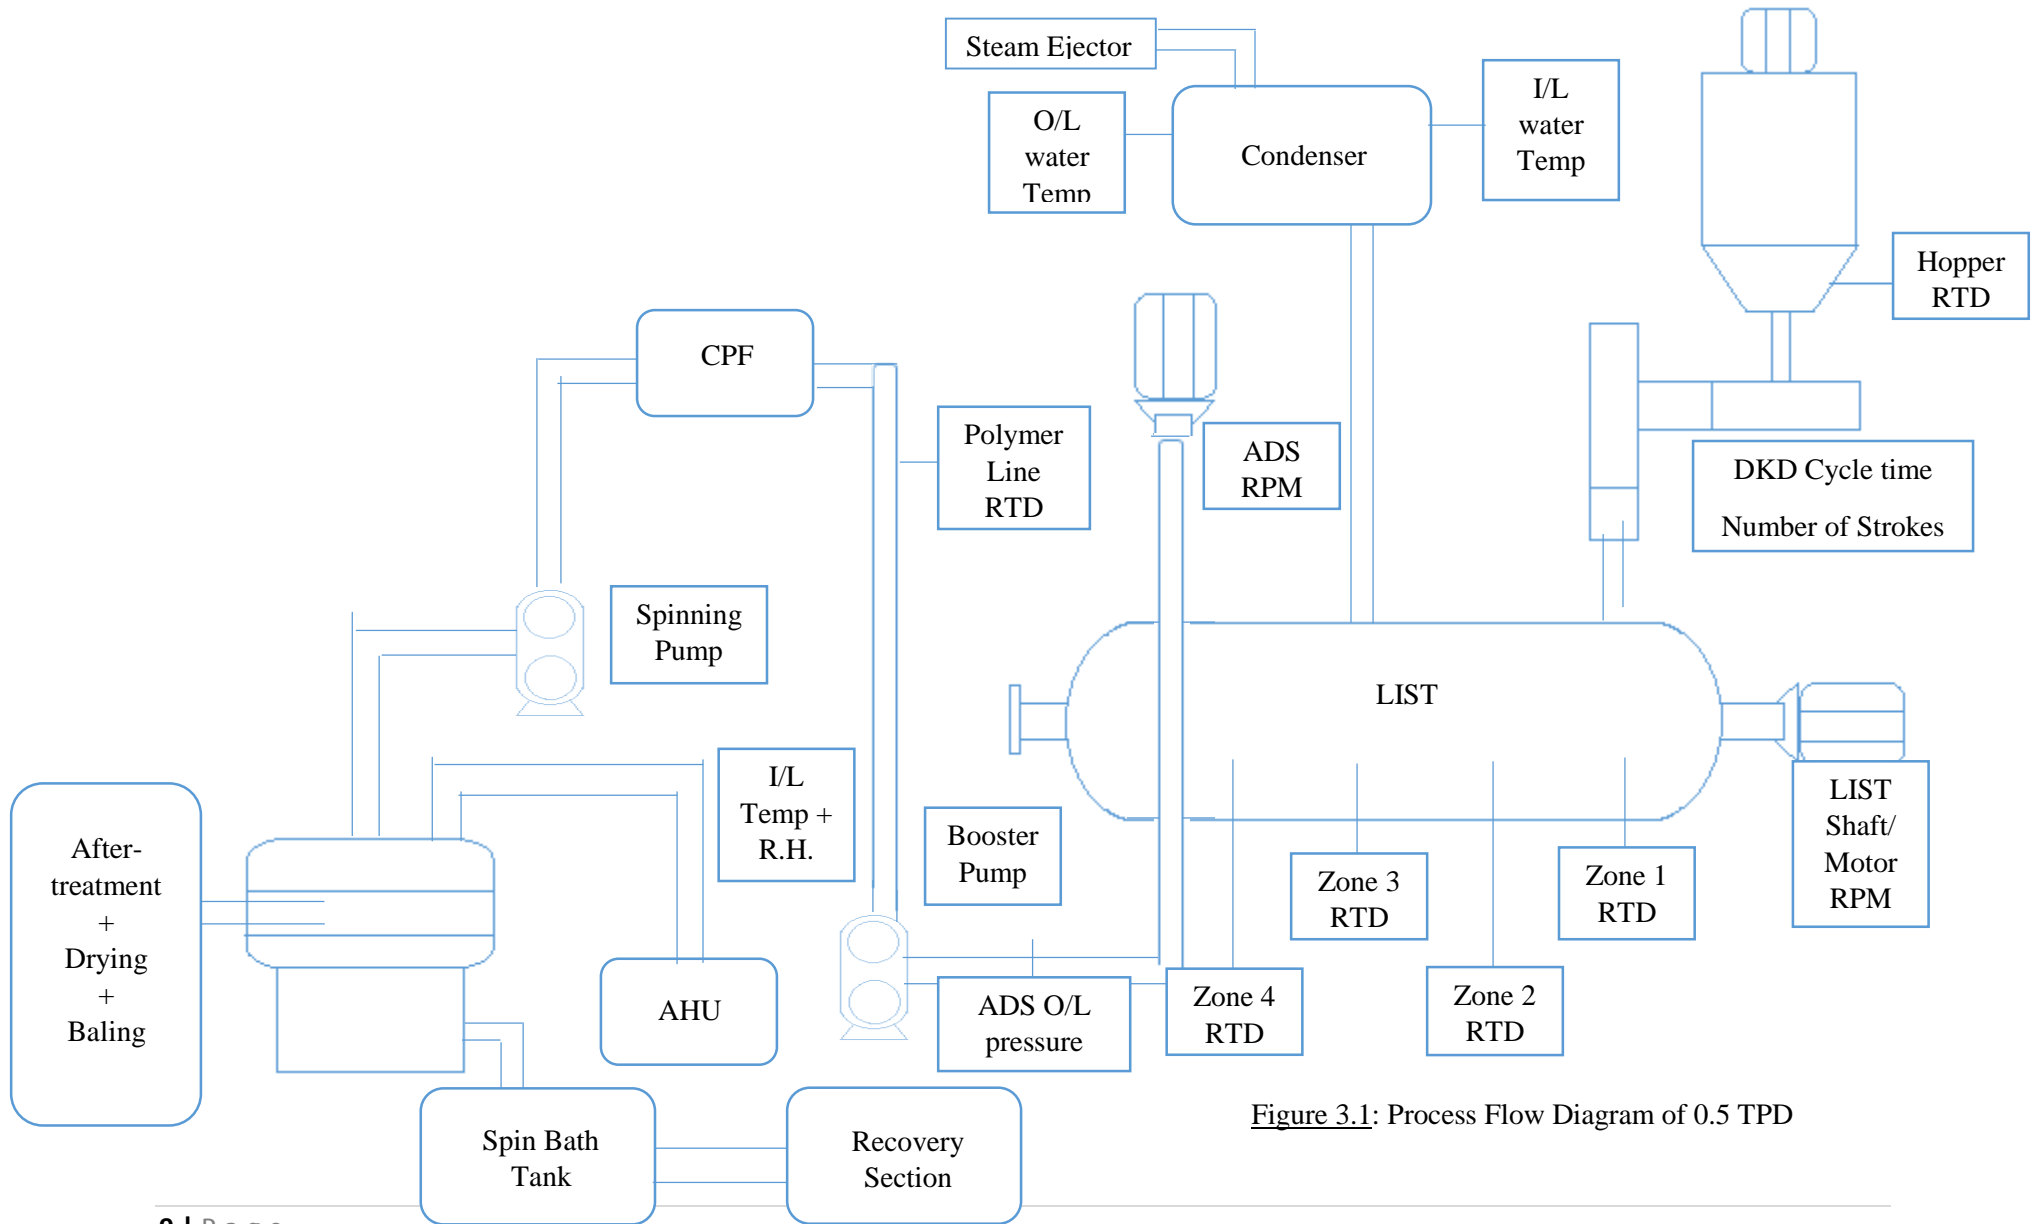 Steam Ejector
O/L
water
Temp
Condenser
I/L
water
Temp
Hopper
RTD
CPF
Polymer
Line
RTD
ADS
RPM
DKD Cycle time
Number of Strokes
Spinning
Pump
LIST
I/L
Temp +
R.H.
Booster
Pump
LIST
Shaft/
Motor
RPM
After-
treatment
+
Drying
+
Baling
Zone 3
RTD
Zone 1
RTD
AHU
ADS O/L
pressure
Zone 4
RTD
Zone 2
RTD
Figure 3.1: Process Flow Diagram of 0.5 TPD
Spin Bath
Tank
Recovery
Section